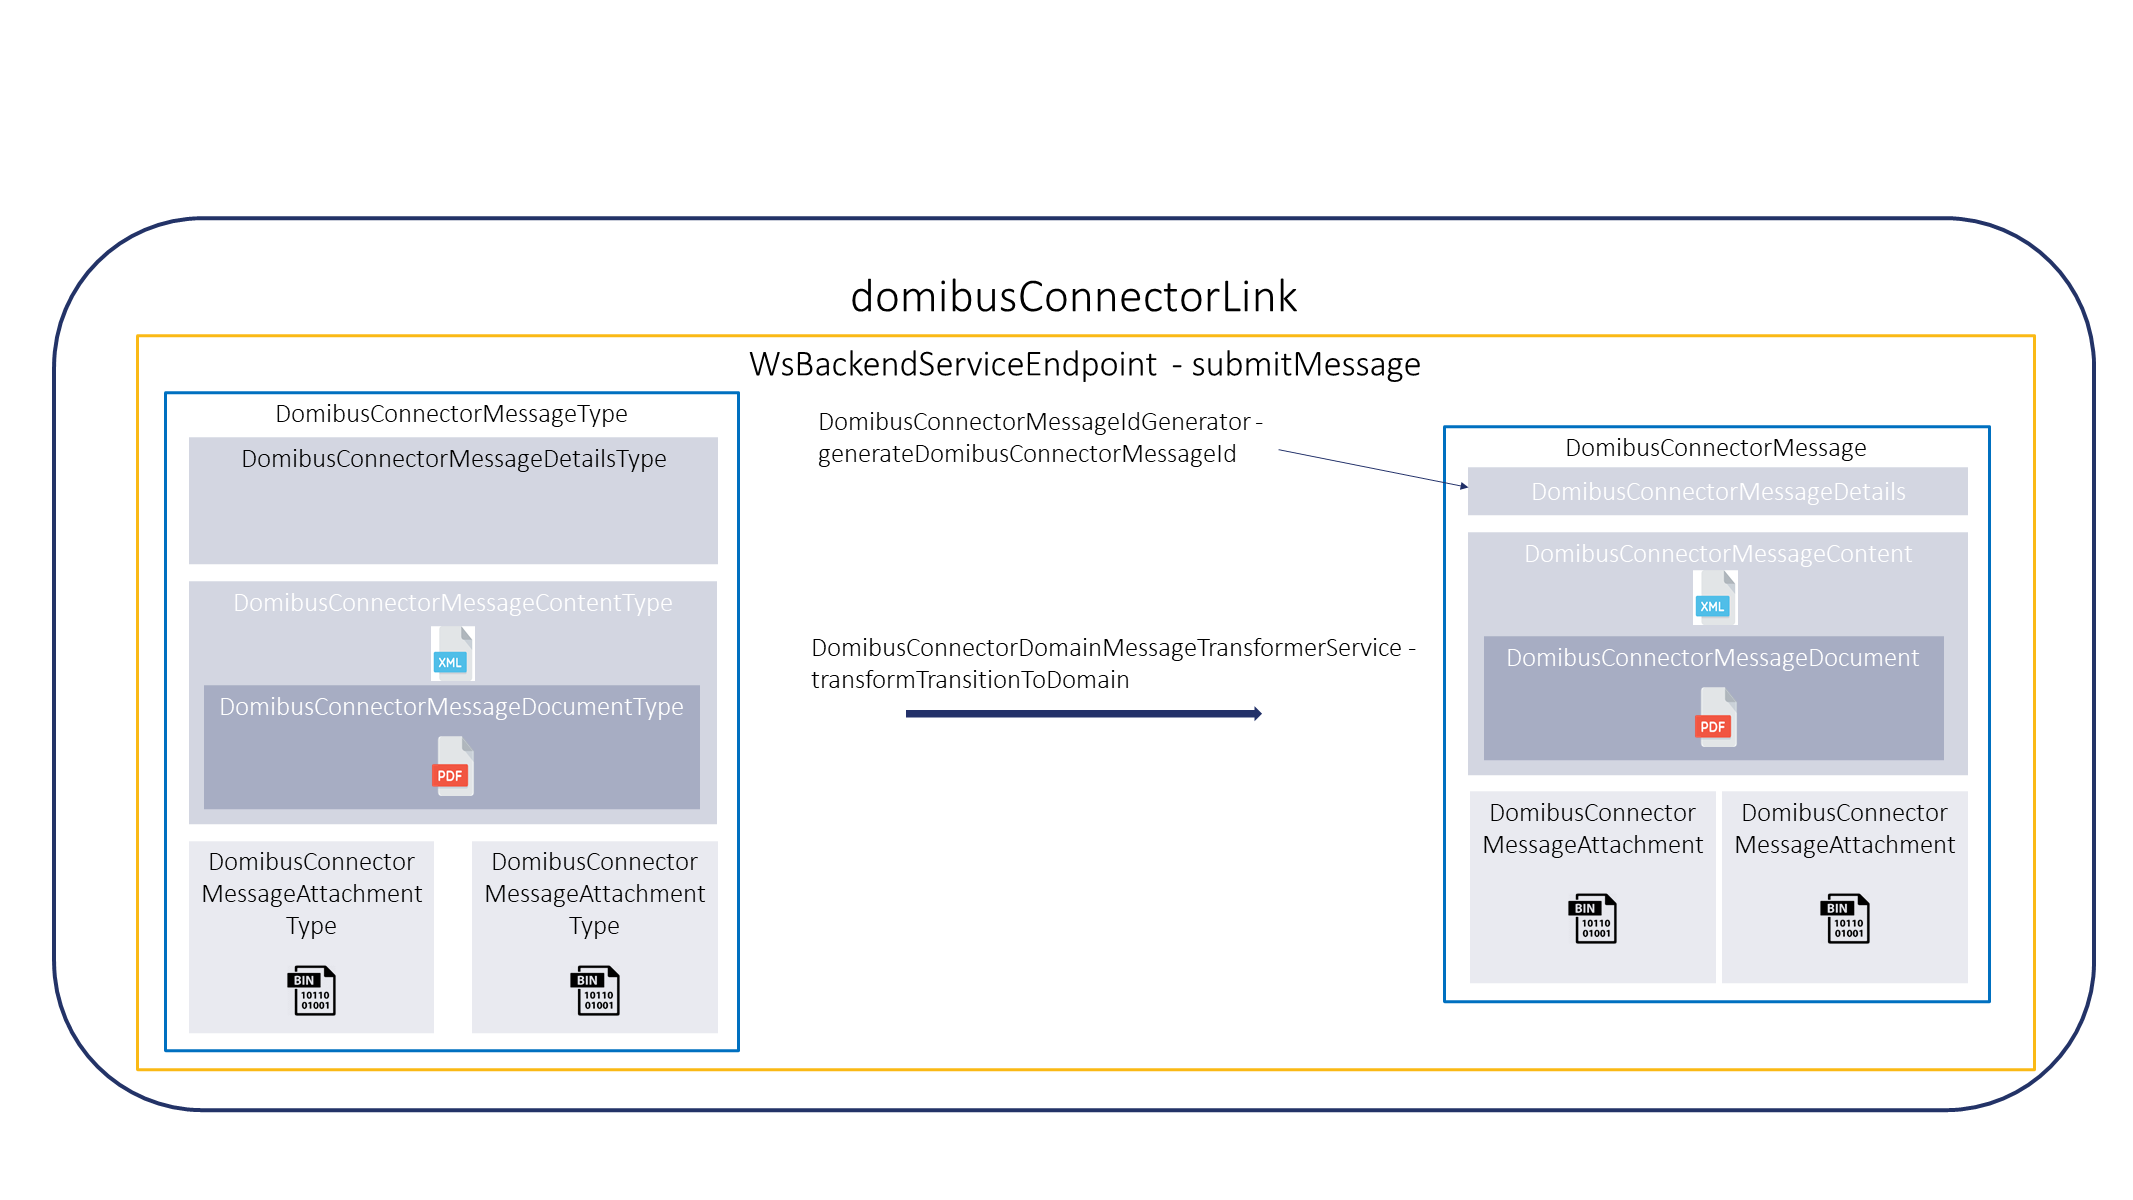 domibusConnectorLink
WsBackendServiceEndpoint - submitMessage
DomibusConnectorMessageType
DomibusConnectorMessageDetailsType
DomibusConnectorMessageContentType
XML
DomibusConnectorMessageDocumentType
PDF
DomibusConnector
MessageAttachment
Type
BIN
10110
01001
DomibusConnector
MessageAttachment
Type
BIN
10110
01001
DomibusConnectorMessageIdGenerator -
generateDomibusConnectorMessageId
DomibusConnectorDomainMessageTransformerService -
transformTransitionToDomain
DomibusConnectorMessage
DomibusConnectorMessageDetails
DomibusConnectorMessageContent
XML
DomibusConnectorMessageDocument
PDF
DomibusConnector
MessageAttachment
BIN
10110
01001
DomibusConnector
MessageAttachment
BIN
10110
01001